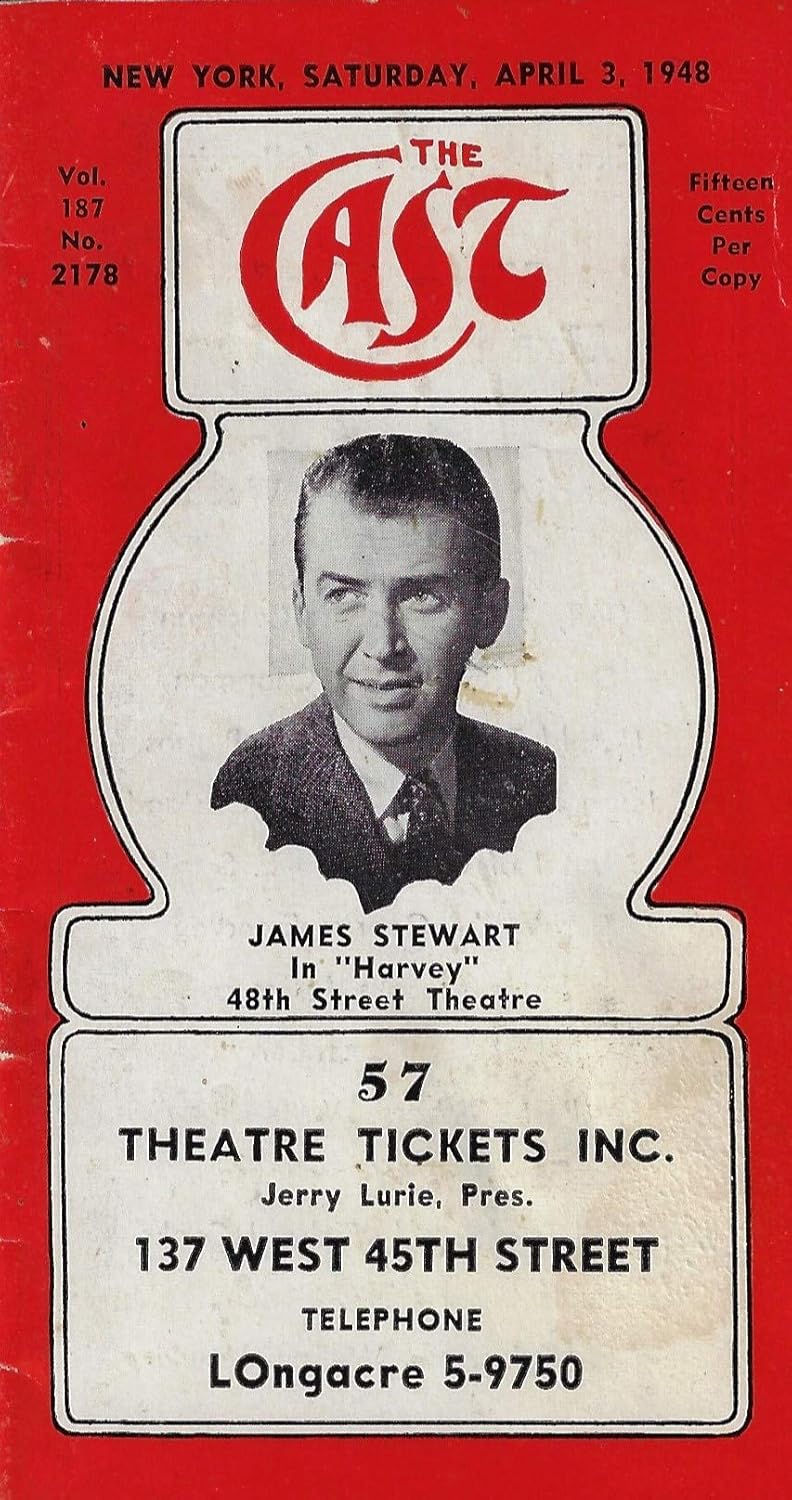 NEW YORK, SATURDAY, APRIL 3, 1948
Vol.
187
No.
2178
THE
CAST
Fifteen
Cents
Per
Copy
JAMES STEWART
In "Harvey"
48th Street Theatre
57
THEATRE TICKETS INC.
Jerry Lurie, Pres.
137 WEST 45TH STREET
TELEPHONE
LOngacre 5-9750